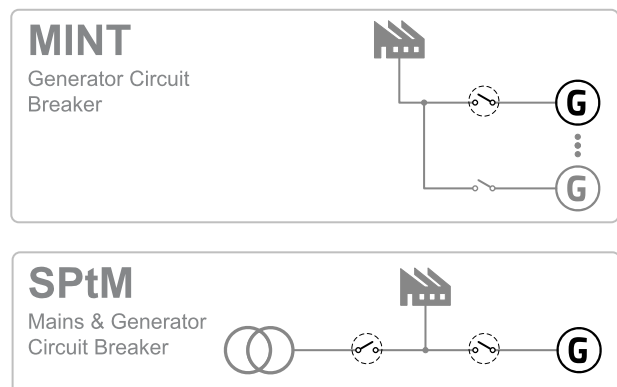 MINT
Generator Circuit
Breaker
G
G
SPtM
Mains & Generator
Circuit Breaker
G